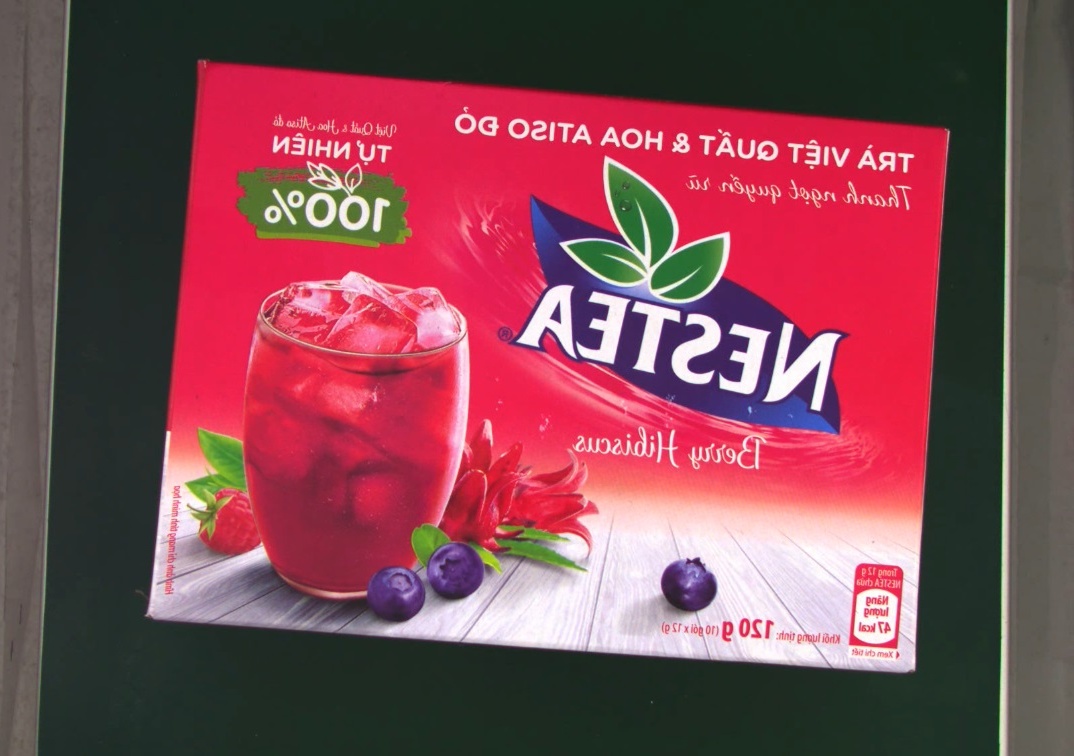 TRÀ VIỆT QUẤT & HOA ATISO ĐỎ
Thanh ngọt quyến rũ
NESTEA®
Berry Hibiscus
Việt Quất & Hoa Atiso đỏ
TỰ NHIÊN
100%
Trong 12 g
NESTEA chứa
Năng
lượng
47 kcal
Xem chi tiết
Khối lượng tịnh: 120 g (10 gói x 12 g)